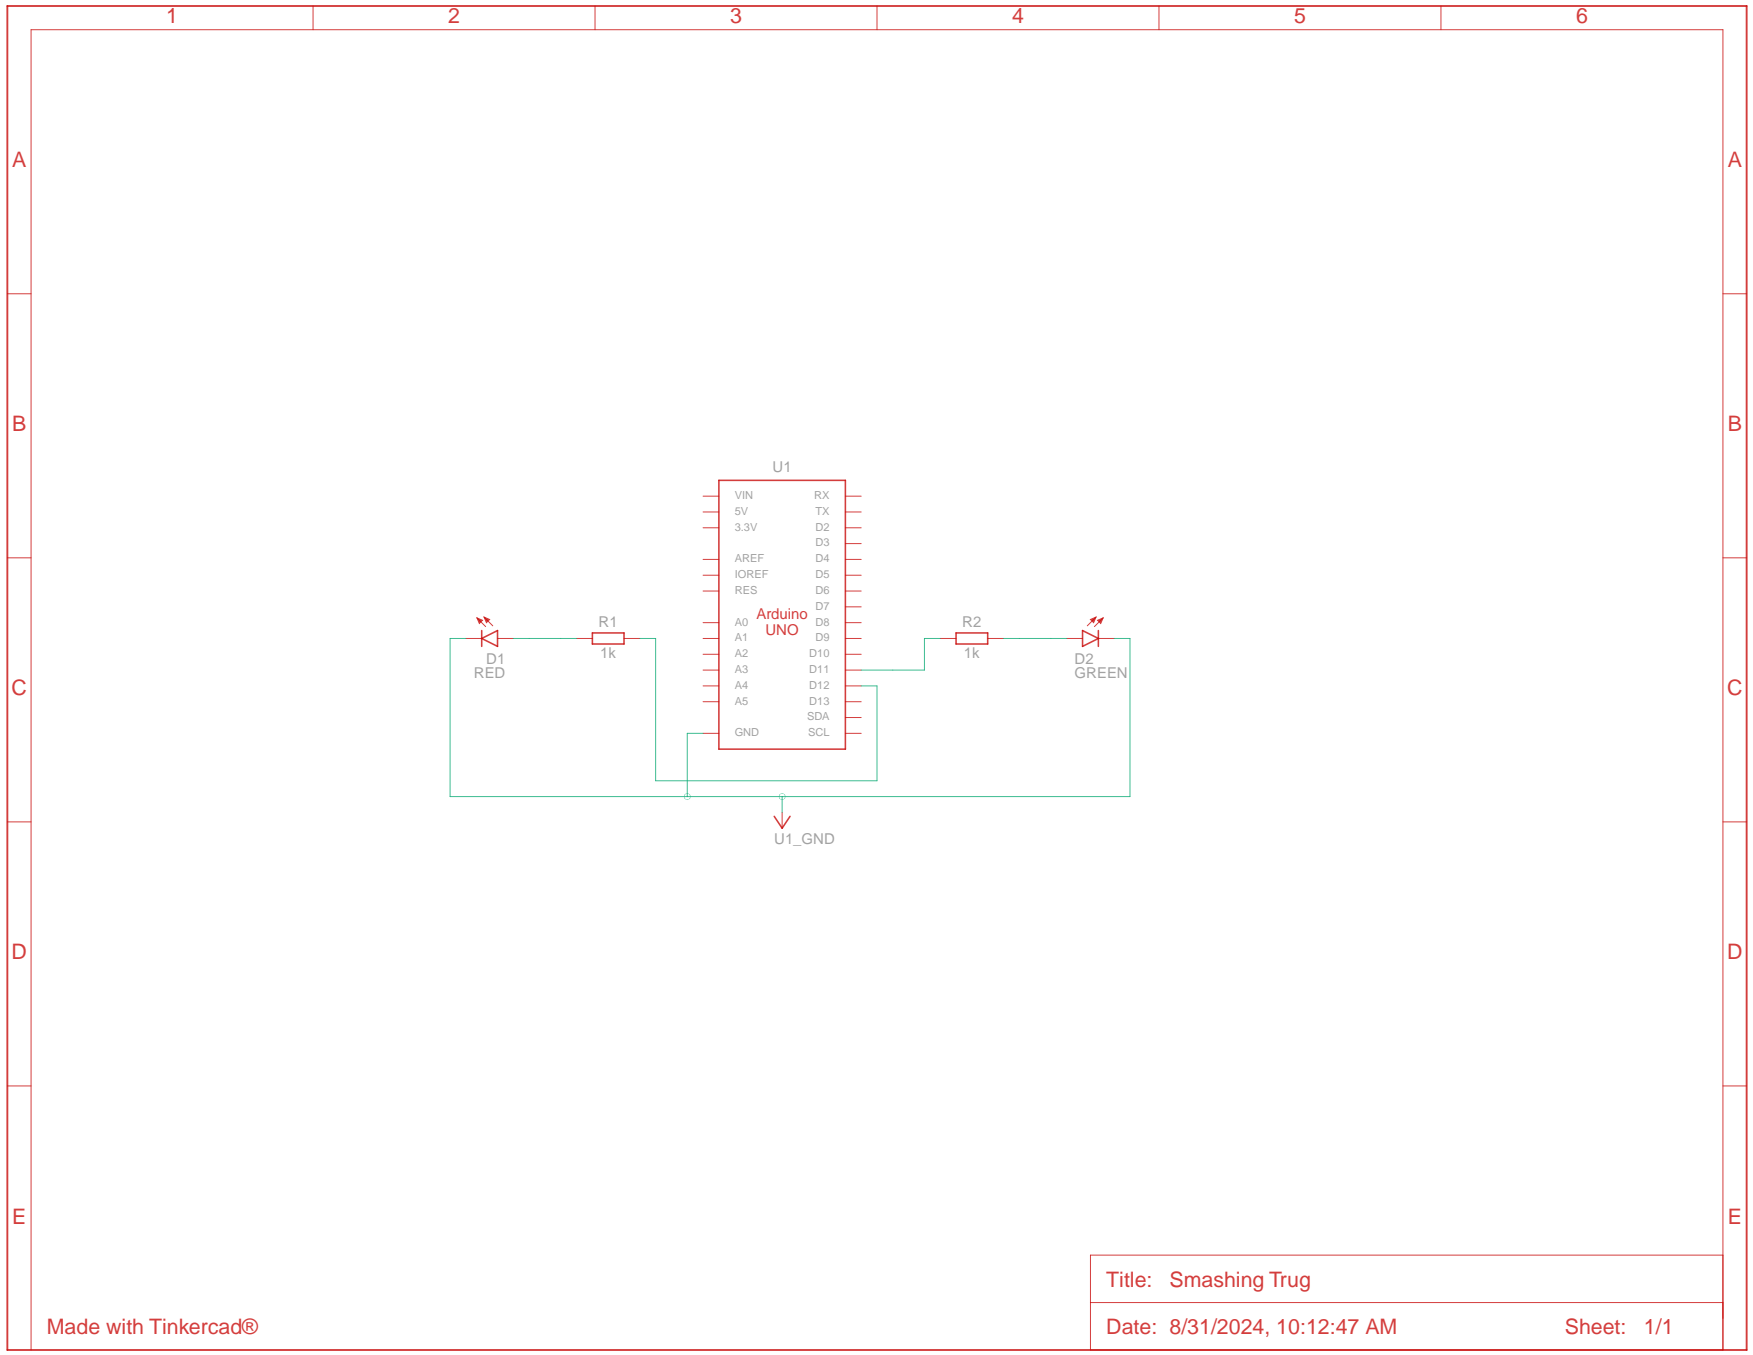 1 2 3 4 5 6
A A
B B
U1
VIN RX
5V TX
3.3V D2
D3
AREF D4
IOREF D5
RES D6
D7
Arduino
UNO
A0 D8
A1 D9
A2 D10
A3 D11
A4 D12
A5 D13
SDA
GND SCL
R1
1k
D1
RED
R2
1k
D2
GREEN
C C
U1_GND
D D
E E
Title: Smashing Trug
Made with Tinkercad®
Date: 8/31/2024, 10:12:47 AM Sheet: 1/1